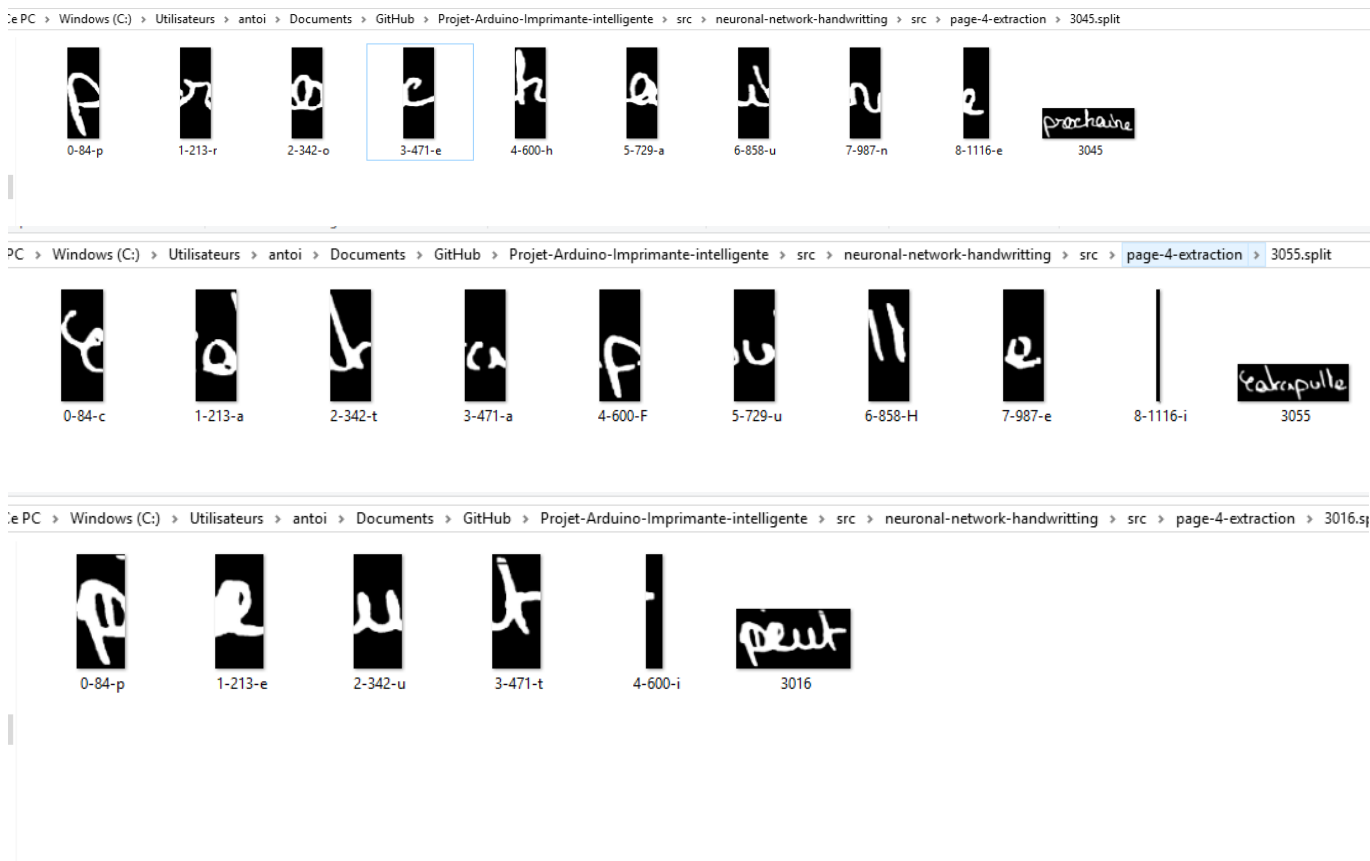 Ce PC > Windows (C:) > Utilisateurs > antoi > Documents > GitHub > Projet-Arduino-Imprimante-intelligente > src > neuronal-network-handwritting > src > page-4-extraction > 3045.split
p r o c h a i n e prochaine
0-84-p 1-213-r 2-342-o 3-471-e 4-600-h 5-729-a 6-858-u 7-987-n 8-1116-e 3045
PC > Windows (C:) > Utilisateurs > antoi > Documents > GitHub > Projet-Arduino-Imprimante-intelligente > src > neuronal-network-handwritting > src > page-4-extraction > 3055.split
c a t a p u ll e catapulle
0-84-c 1-213-a 2-342-t 3-471-a 4-600-F 5-729-u 6-858-H 7-987-e 8-1116-i 3055
Ce PC > Windows (C:) > Utilisateurs > antoi > Documents > GitHub > Projet-Arduino-Imprimante-intelligente > src > neuronal-network-handwritting > src > page-4-extraction > 3016.sp
p e u t peut
0-84-p 1-213-e 2-342-u 3-471-t 4-600-i 3016